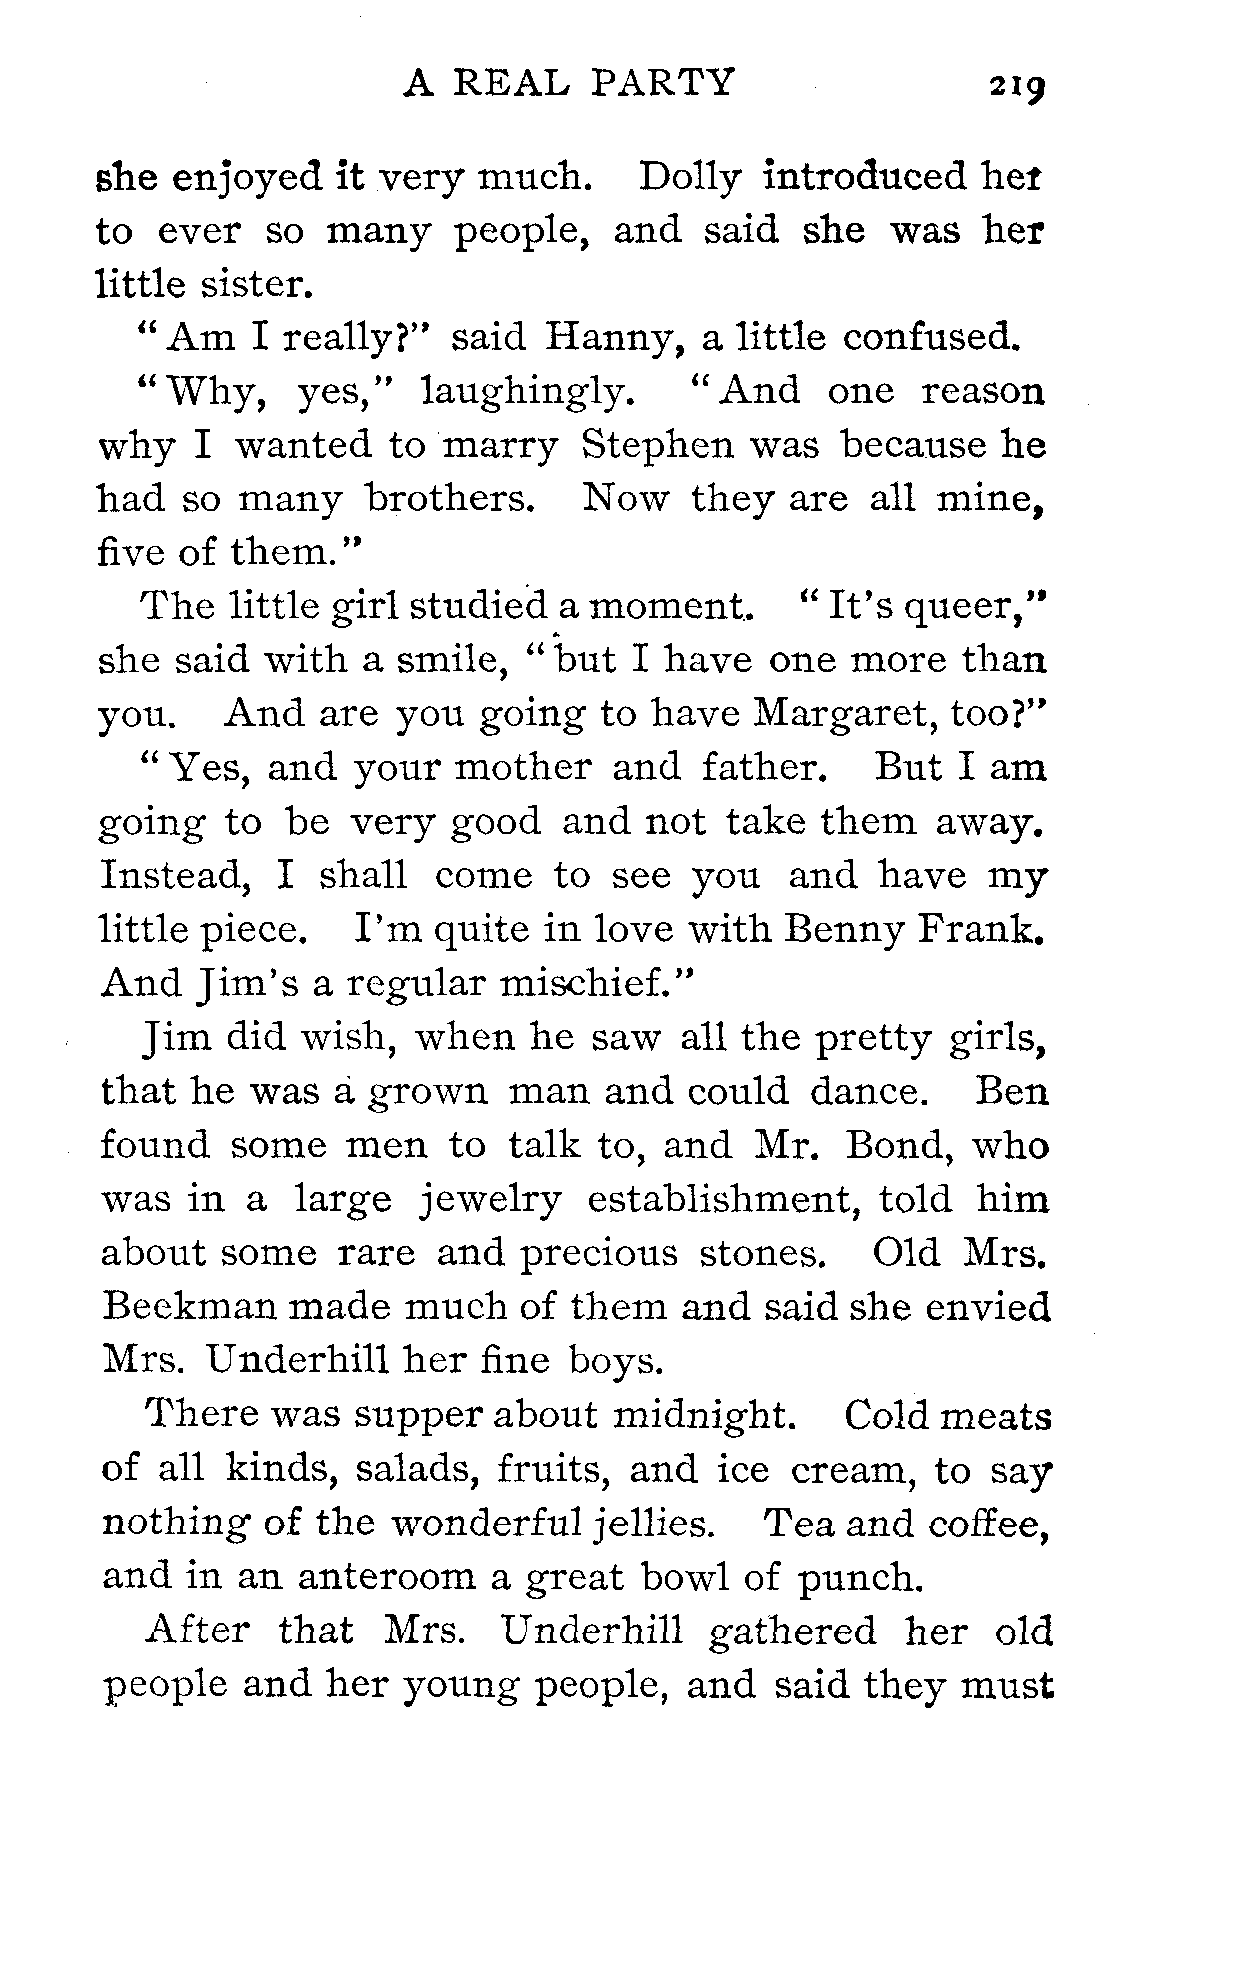 A REAL PARTY 219
she enjoyed it very much. Dolly introduced her
to ever so many people, and said she was her
little sister.
“Am I really?” said Hanny, a little confused.
“Why, yes,” laughingly. “And one reason
why I wanted to marry Stephen was because he
had so many brothers. Now they are all mine,
five of them.”
The little girl studied a moment. “It's queer,”
she said with a smile, “but I have one more than
you. And are you going to have Margaret, too?”
“Yes, and your mother and father. But I am
going to be very good and not take them away.
Instead, I shall come to see you and have my
little piece. I'm quite in love with Benny Frank.
And Jim's a regular mischief.”
Jim did wish, when he saw all the pretty girls,
that he was a grown man and could dance. Ben
found some men to talk to, and Mr. Bond, who
was in a large jewelry establishment, told him
about some rare and precious stones. Old Mrs.
Beekman made much of them and said she envied
Mrs. Underhill her fine boys.
There was supper about midnight. Cold meats
of all kinds, salads, fruits, and ice cream, to say
nothing of the wonderful jellies. Tea and coffee,
and in an anteroom a great bowl of punch.
After that Mrs. Underhill gathered her old
people and her young people, and said they must